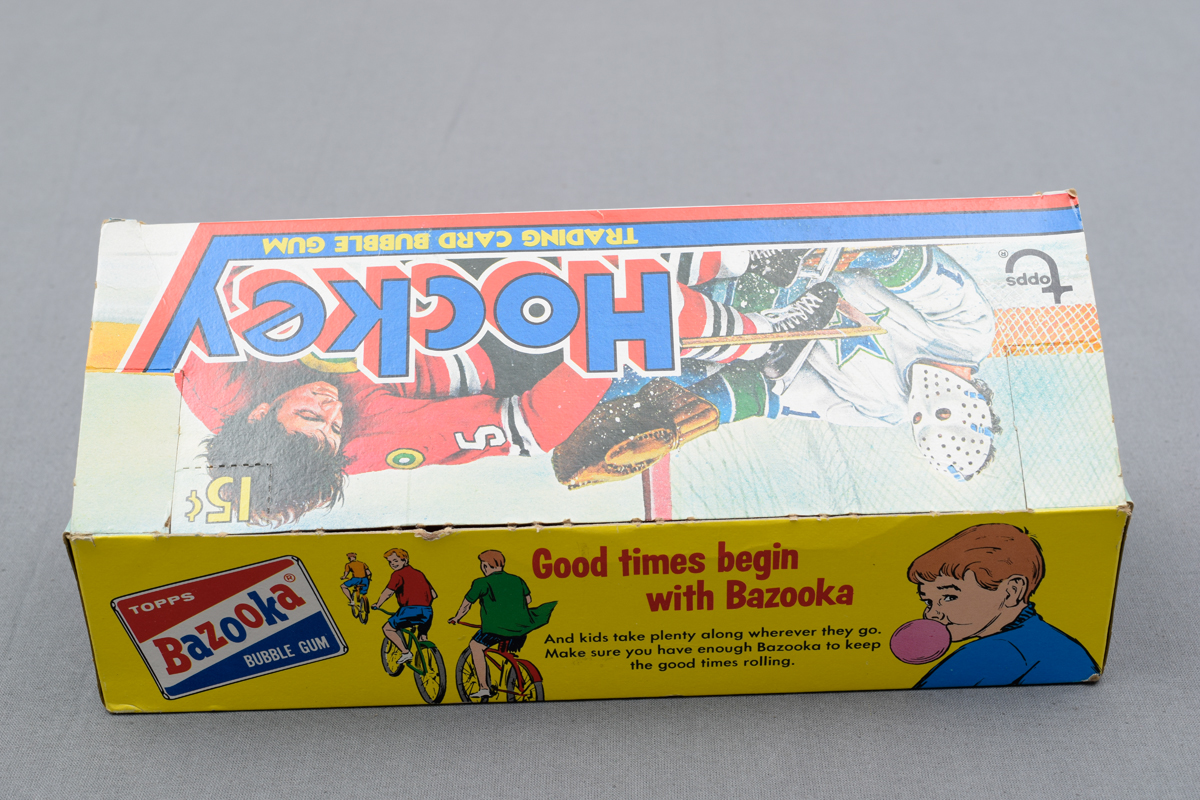 TRADING CARD BUBBLE GUM
HOCKEY
topps®
1
5
1
15¢
TOPPS
Bazooka®
BUBBLE GUM
Good times begin
with Bazooka
And kids take plenty along wherever they go.
Make sure you have enough Bazooka to keep
the good times rolling.